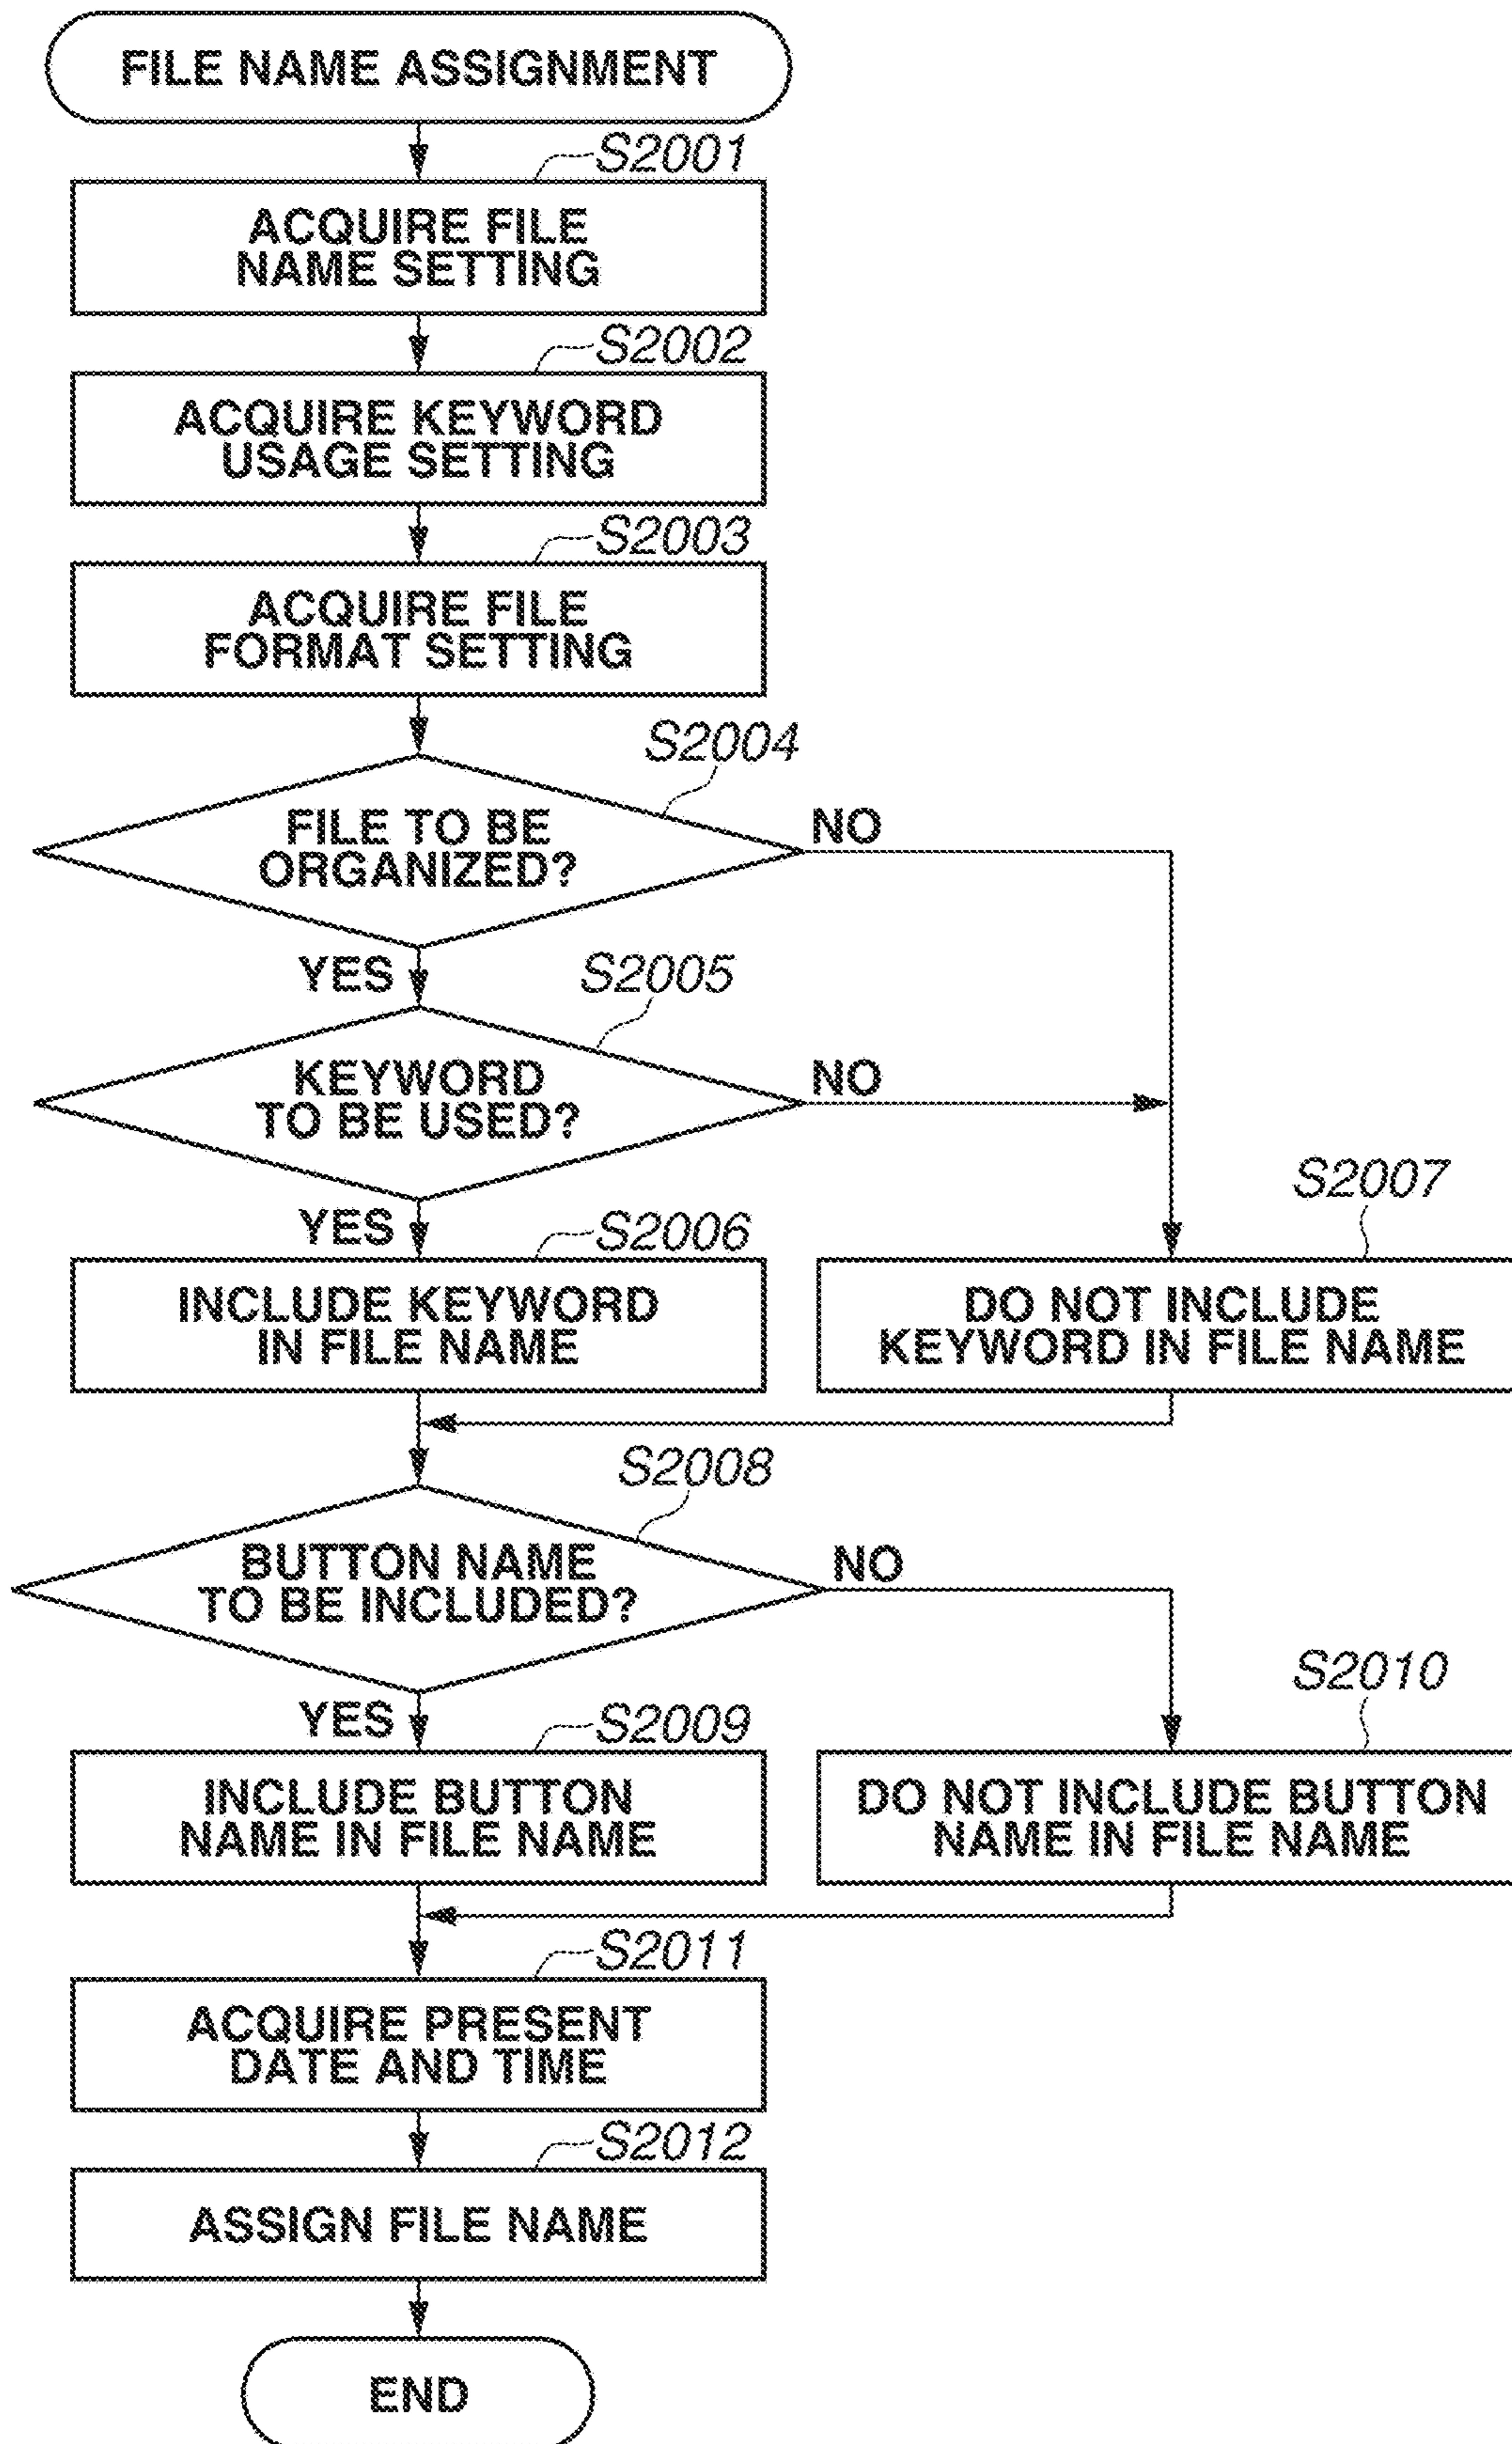 FILE NAME ASSIGNMENT
S2001
ACQUIRE FILE
NAME SETTING
S2002
ACQUIRE KEYWORD
USAGE SETTING
S2003
ACQUIRE FILE
FORMAT SETTING
S2004
FILE TO BE
ORGANIZED?
NO
YES
S2005
KEYWORD
TO BE USED?
NO
YES
S2006
INCLUDE KEYWORD
IN FILE NAME
S2007
DO NOT INCLUDE
KEYWORD IN FILE NAME
S2008
BUTTON NAME
TO BE INCLUDED?
NO
YES
S2009
INCLUDE BUTTON
NAME IN FILE NAME
S2010
DO NOT INCLUDE BUTTON
NAME IN FILE NAME
S2011
ACQUIRE PRESENT
DATE AND TIME
S2012
ASSIGN FILE NAME
END